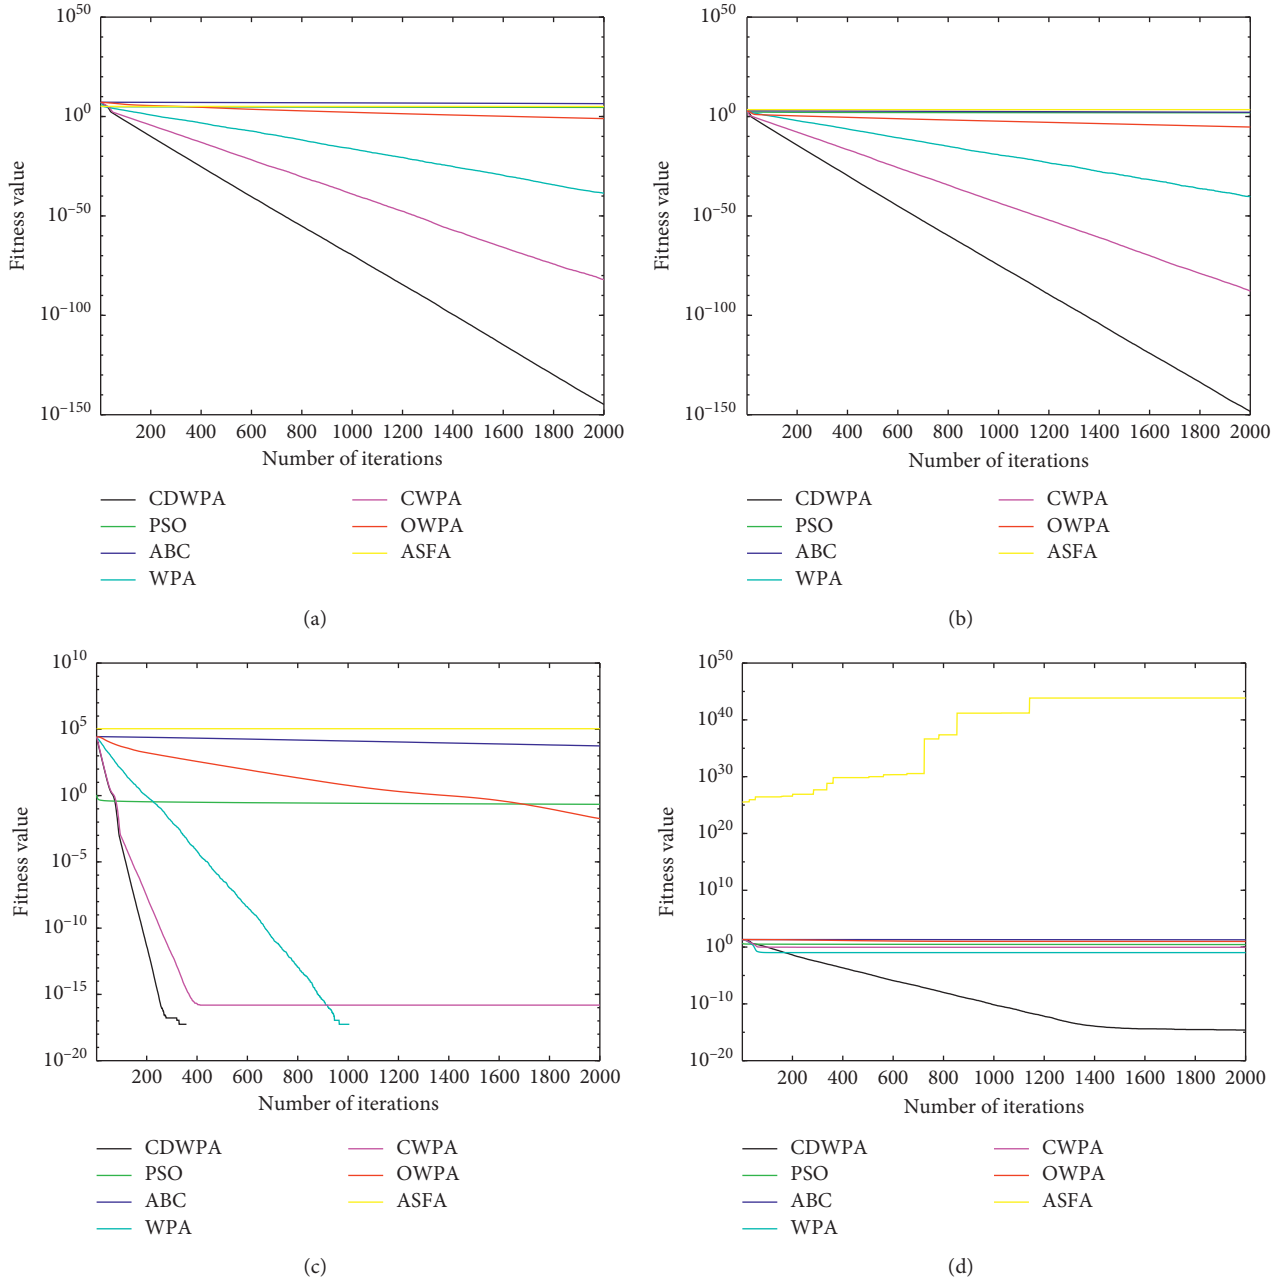 10^50
10^0
10^−50
10^−100
10^−150
Fitness value
200 400 600 800 1000 1200 1400 1600 1800 2000
Number of iterations
CDWPA
PSO
ABC
WPA
CWPA
OWPA
ASFA
(a)
10^50
10^0
10^−50
10^−100
10^−150
Fitness value
200 400 600 800 1000 1200 1400 1600 1800 2000
Number of iterations
CDWPA
PSO
ABC
WPA
CWPA
OWPA
ASFA
(b)
10^10
10^5
10^0
10^−5
10^−10
10^−15
10^−20
Fitness value
200 400 600 800 1000 1200 1400 1600 1800 2000
Number of iterations
CDWPA
PSO
ABC
WPA
CWPA
OWPA
ASFA
(c)
10^50
10^40
10^30
10^20
10^10
10^0
10^−10
10^−20
Fitness value
200 400 600 800 1000 1200 1400 1600 1800 2000
Number of iterations
CDWPA
PSO
ABC
WPA
CWPA
OWPA
ASFA
(d)